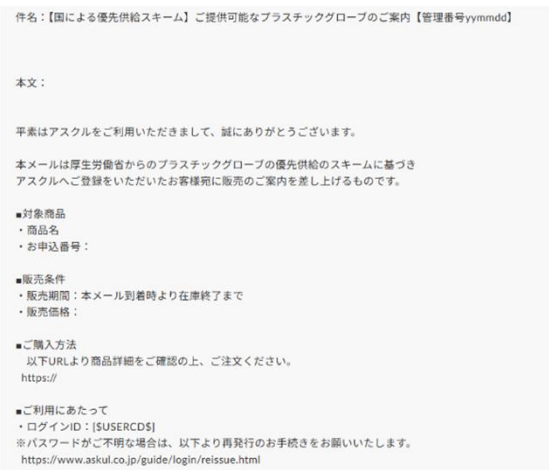 件名：【国による優先供給スキーム】ご提供可能なプラスチックグローブのご案内【管理番号yymmdd】
本文：
平素はアスクルをご利用いただきまして、誠にありがとうございます。
本メールは厚生労働省からのプラスチックグローブの優先供給のスキームに基づき
アスクルへご登録をいただいたお客様宛に販売のご案内を差し上げるものです。
■対象商品
・商品名
・お申込番号：
■販売条件
・販売期間：本メール到着時より在庫終了まで
・販売価格：
■ご購入方法
以下URLより商品詳細をご確認の上、ご注文ください。
https://
■ご利用にあたって
・ログインID：[$USERCD$]
※パスワードがご不明な場合は、以下より再発行のお手続きをお願いいたします。
https://www.askul.co.jp/guide/login/reissue.html